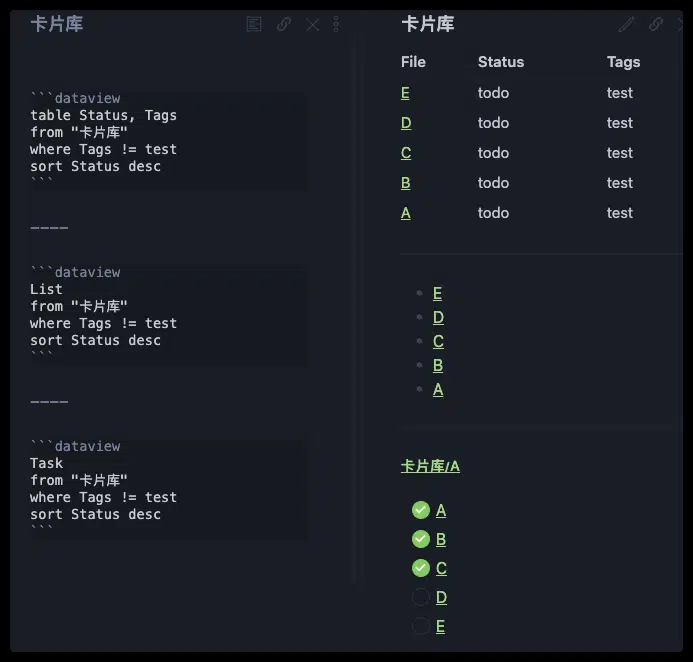 卡片库
```dataview
table Status, Tags
from "卡片库"
where Tags != test
sort Status desc
```
----
```dataview
List
from "卡片库"
where Tags != test
sort Status desc
```
----
```dataview
Task
from "卡片库"
where Tags != test
sort Status desc
```
卡片库
File Status Tags
E todo test
D todo test
C todo test
B todo test
A todo test
E
D
C
B
A
卡片库/A
A
B
C
D
E